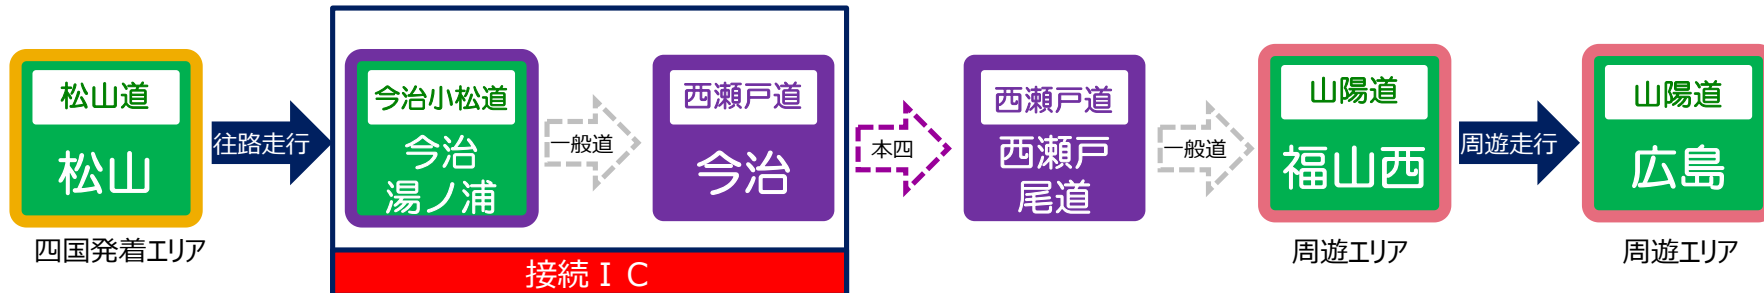 松山道
松山
四国発着エリア
往路走行
今治小松道
今治
湯ノ浦
一般道
西瀬戸道
今治
接続ＩＣ
本四
西瀬戸道
西瀬戸
尾道
一般道
山陽道
福山西
周遊エリア
周遊走行
山陽道
広島
周遊エリア